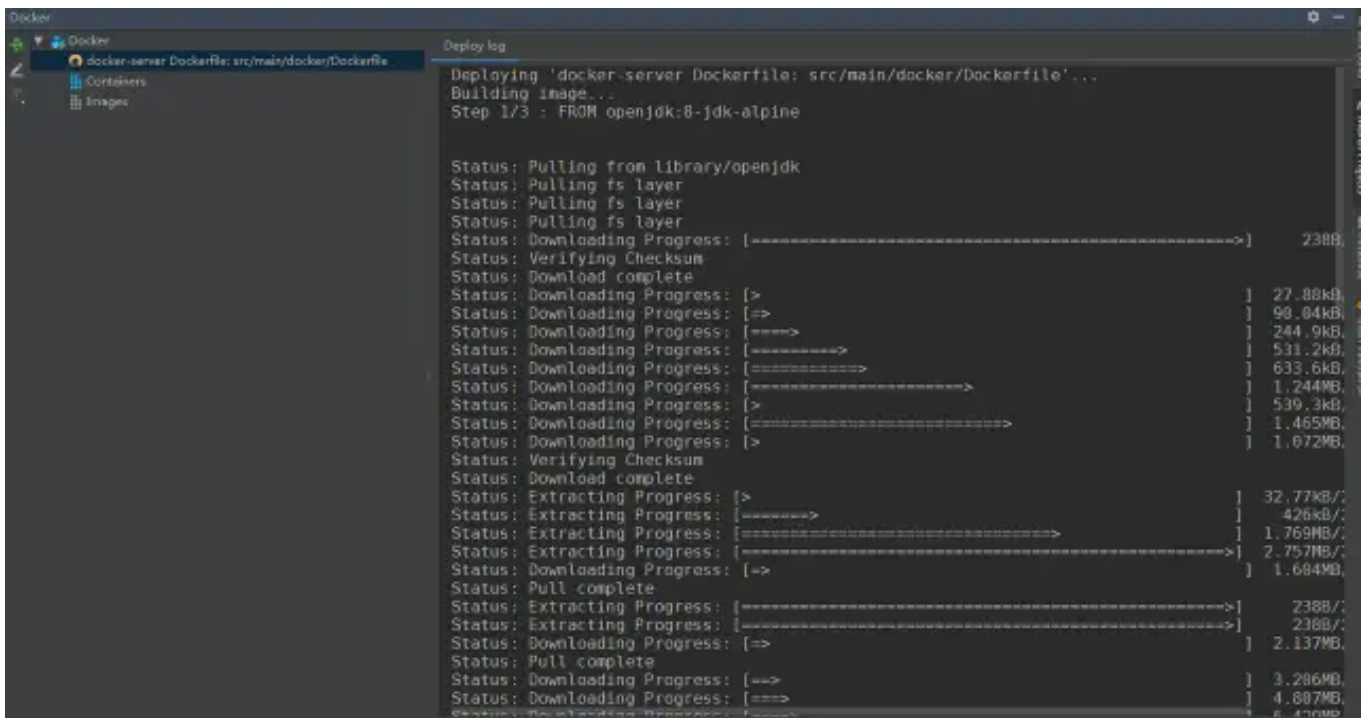 Docker
Docker
docker-server Dockerfile: src/main/docker/Dockerfile
Containers
Images
Deploy log
Deploying 'docker-server Dockerfile: src/main/docker/Dockerfile'...
Building image...
Step 1/3 : FROM openjdk:8-jdk-alpine
Status: Pulling from library/openjdk
Status: Pulling fs layer
Status: Pulling fs layer
Status: Pulling fs layer
Status: Downloading Progress: [==================================================>] 238B,
Status: Verifying Checksum
Status: Download complete
Status: Downloading Progress: [> ] 27.88kB,
Status: Downloading Progress: [=> ] 90.04kB,
Status: Downloading Progress: [====> ] 244.9kB,
Status: Downloading Progress: [=========> ] 531.2kB,
Status: Downloading Progress: [===========> ] 633.6kB,
Status: Downloading Progress: [======================> ] 1.244MB,
Status: Downloading Progress: [> ] 539.3kB,
Status: Downloading Progress: [==========================> ] 1.465MB,
Status: Downloading Progress: [> ] 1.072MB,
Status: Verifying Checksum
Status: Download complete
Status: Extracting Progress: [> ] 32.77kB/
Status: Extracting Progress: [=======> ] 426kB/
Status: Extracting Progress: [================================> ] 1.769MB/
Status: Extracting Progress: [==================================================>] 2.757MB/
Status: Downloading Progress: [=> ] 1.604MB,
Status: Pull complete
Status: Extracting Progress: [==================================================>] 238B/
Status: Extracting Progress: [==================================================>] 238B/
Status: Downloading Progress: [=> ] 2.137MB,
Status: Pull complete
Status: Downloading Progress: [==> ] 3.206MB,
Status: Downloading Progress: [===> ] 4.807MB,